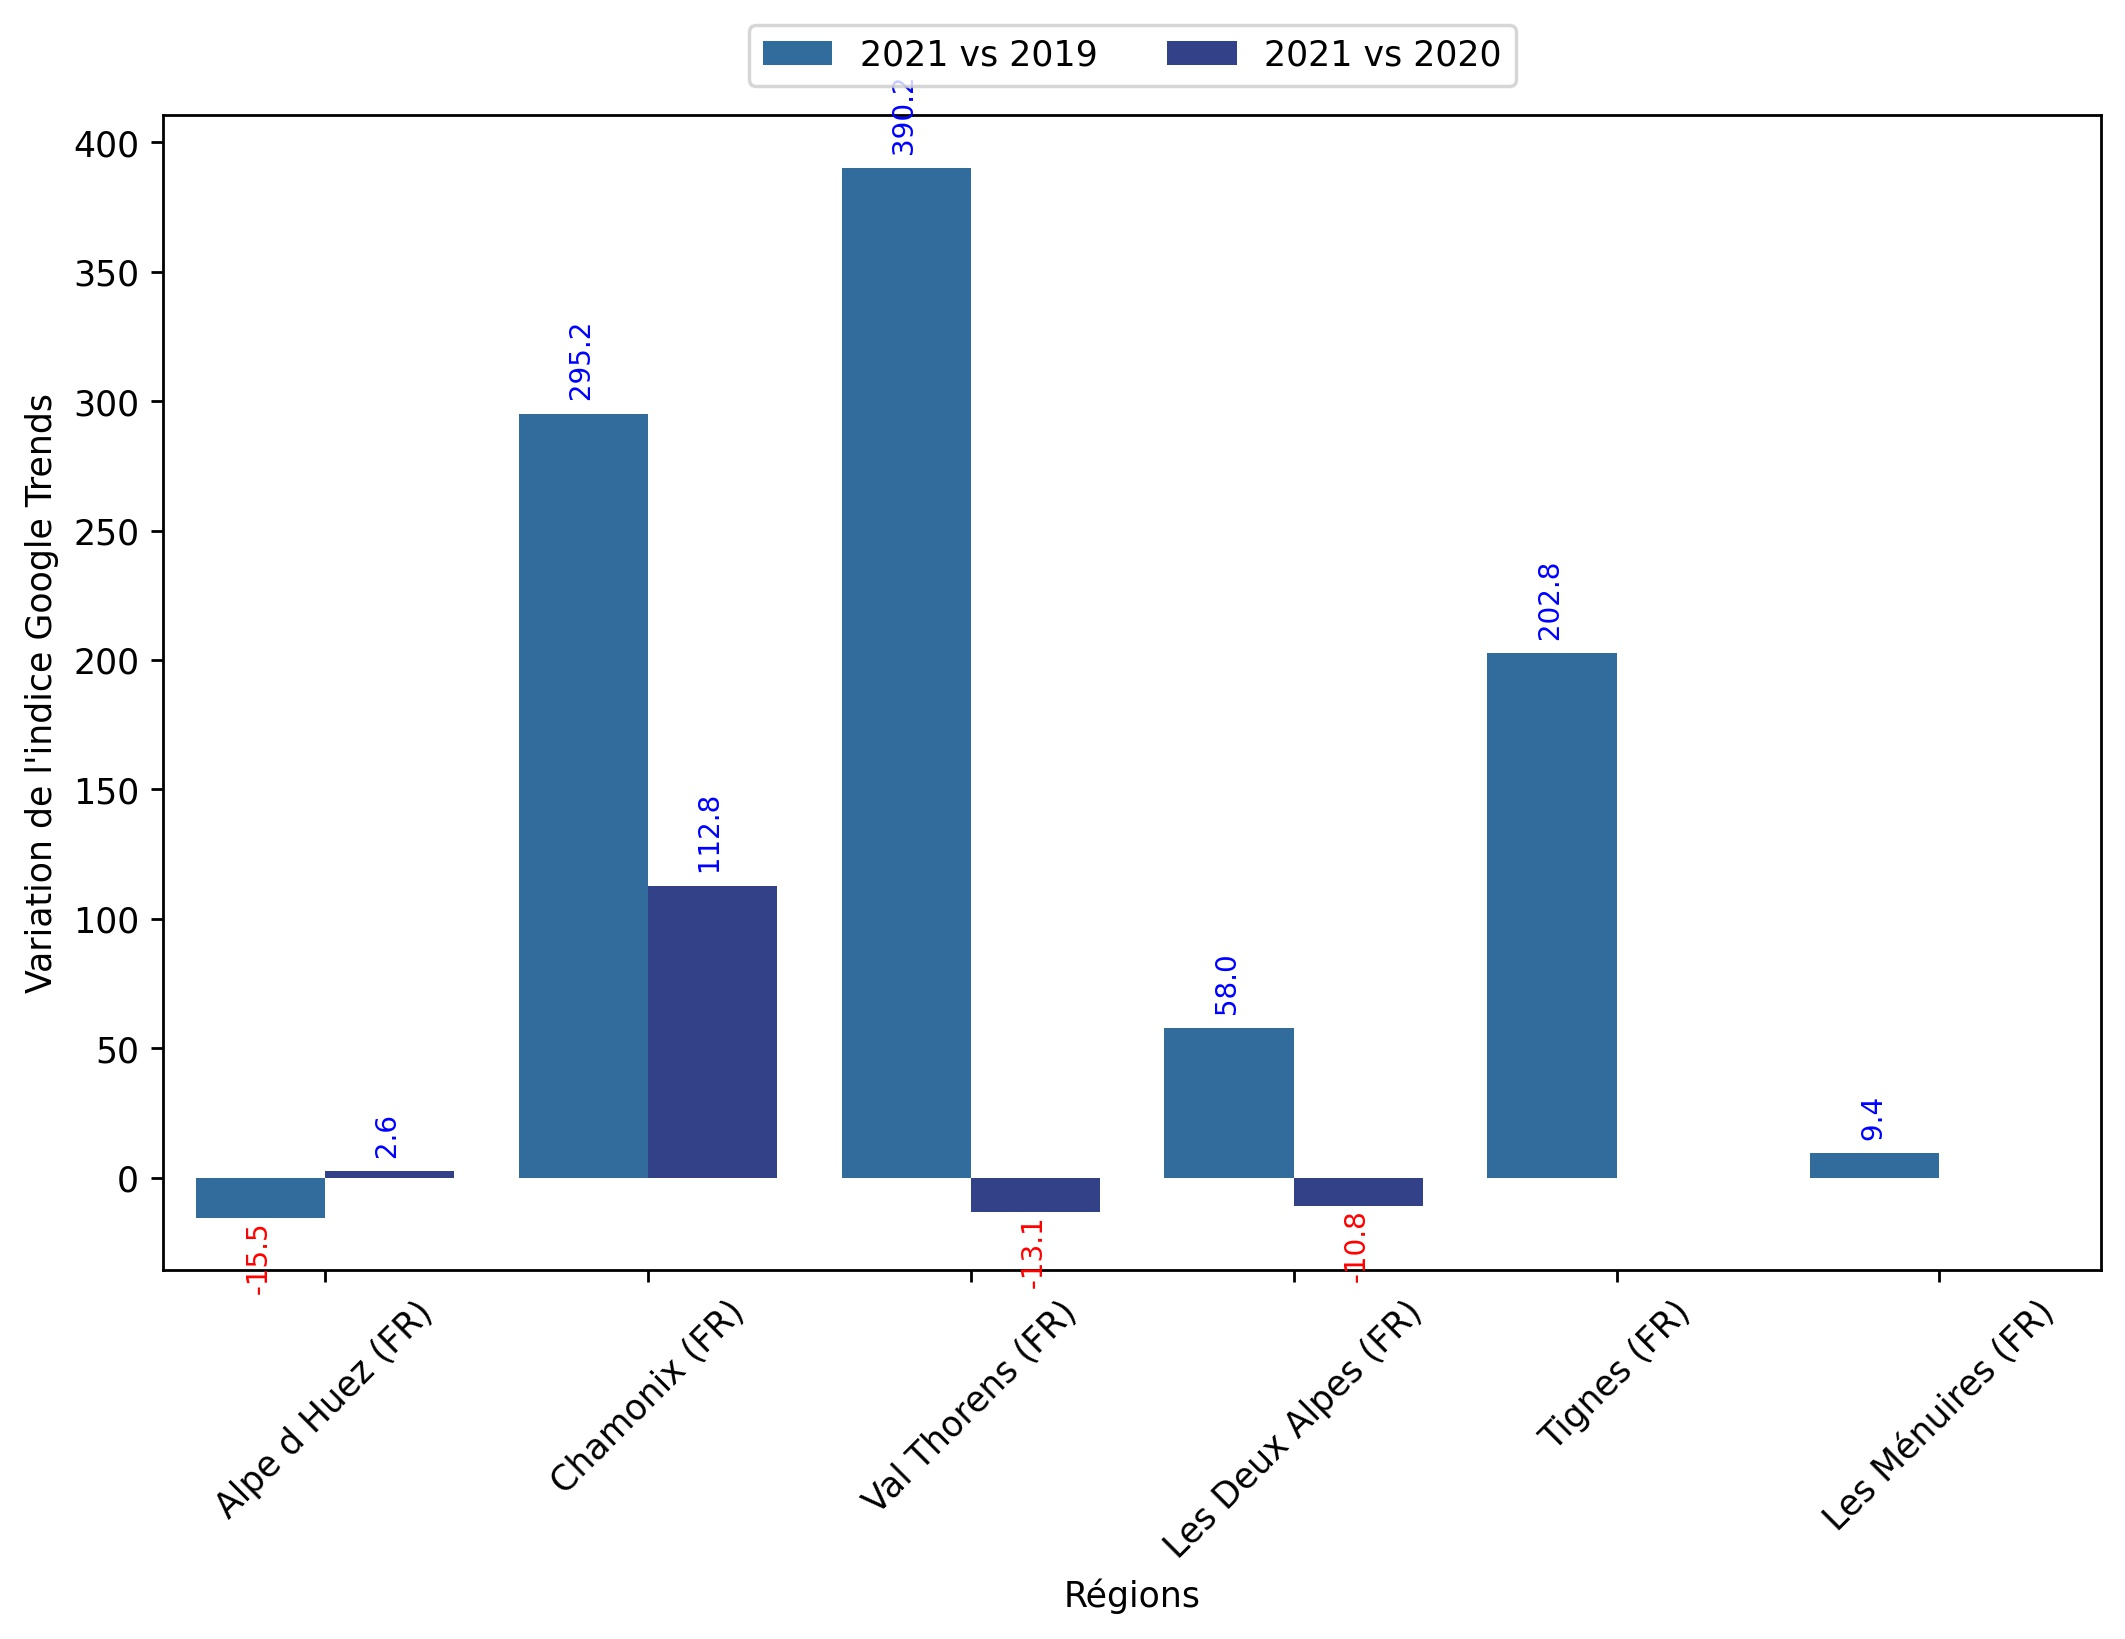 2021 vs 2019
2021 vs 2020
Variation de l'indice Google Trends
400
350
300
250
200
150
100
50
0
-15.5
2.6
295.2
112.8
390.2
-13.1
58.0
-10.8
202.8
9.4
Alpe d Huez (FR)
Chamonix (FR)
Val Thorens (FR)
Les Deux Alpes (FR)
Tignes (FR)
Les Ménuires (FR)
Régions